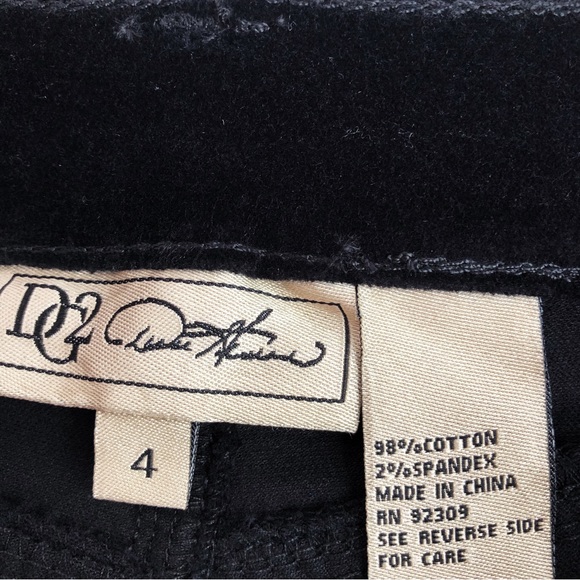 DG2
4
98%COTTON
2%SPANDEX
MADE IN CHINA
RN 92309
SEE REVERSE SIDE
FOR CARE